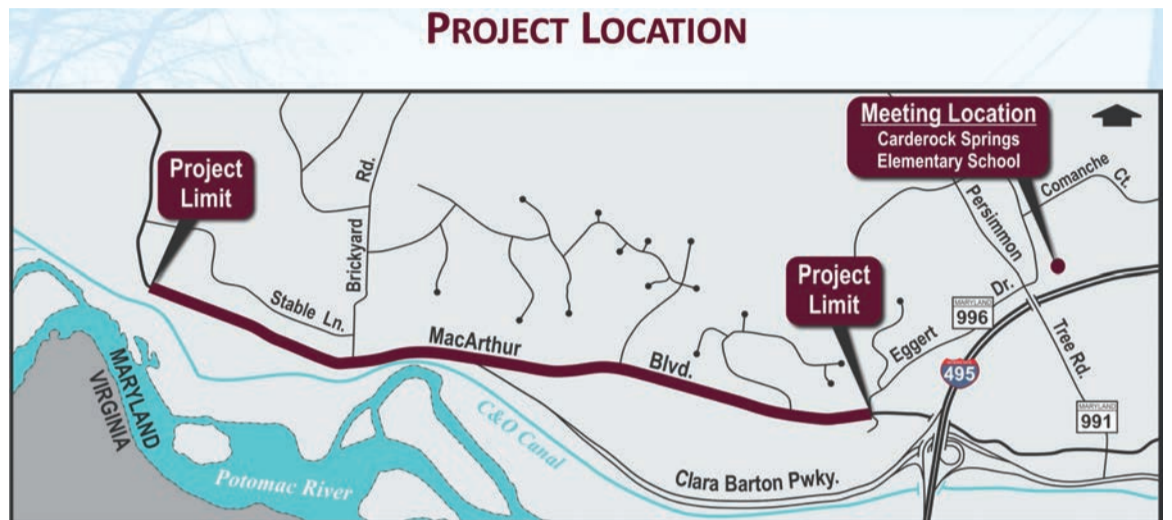 PROJECT LOCATION
Meeting Location
Carderock Springs
Elementary School
Project
Limit
Rd.
Brickyard
Comanche
Ct.
Persimmon
Tree Rd.
Project
Limit
Stable Ln.
MacArthur
Blvd.
Eggert
Dr.
MARYLAND
996
INTERSTATE
495
MARYLAND
991
MARYLAND
VIRGINIA
C&O Canal
Potomac River
Clara Barton Pwky.